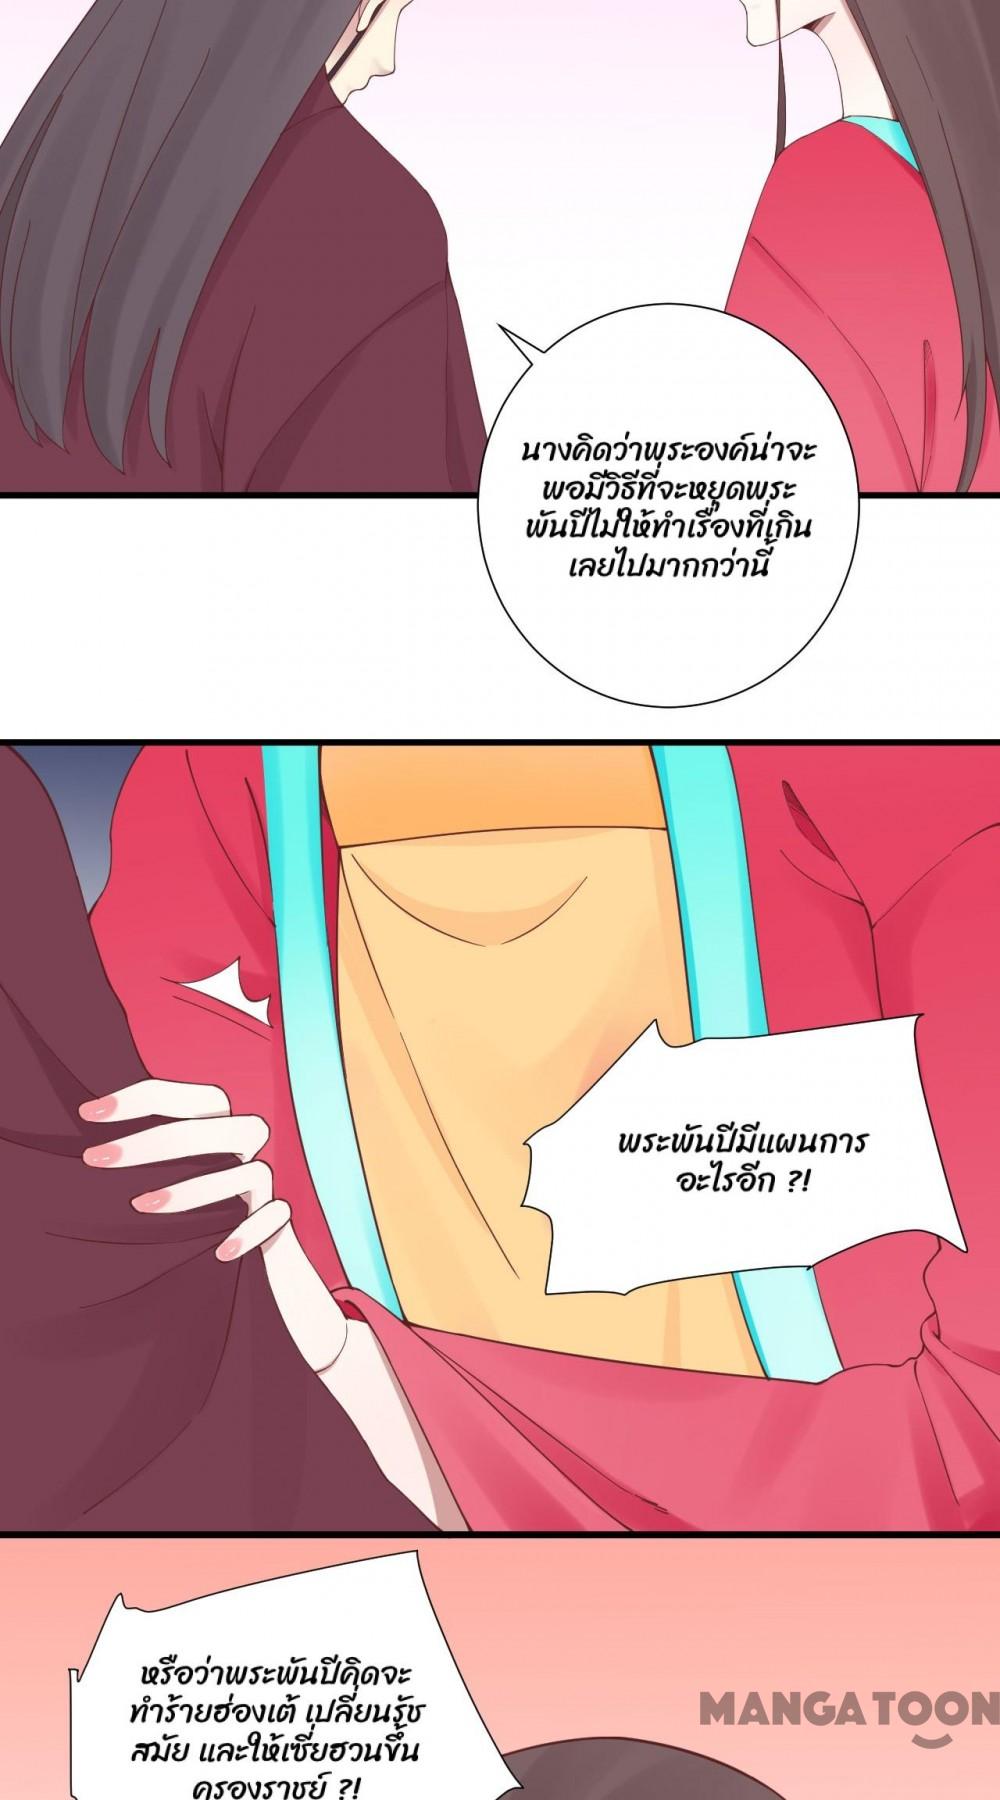 นางคิดว่าพระองค์น่าจะ
พอมีวิธีที่จะหยุดพระ
พันปีไม่ให้ทำเรื่องที่เกิน
เลยไปมากกว่านี้
พระพันปีมีแผนการ
อะไรอีก ?!
หรือว่าพระพันปีคิดจะ
ทำร้ายฮ่องเต้ เปลี่ยนรัช
สมัย และให้เซี่ยฮวนขึ้น
ครองราชย์ ?!
MANGATOON